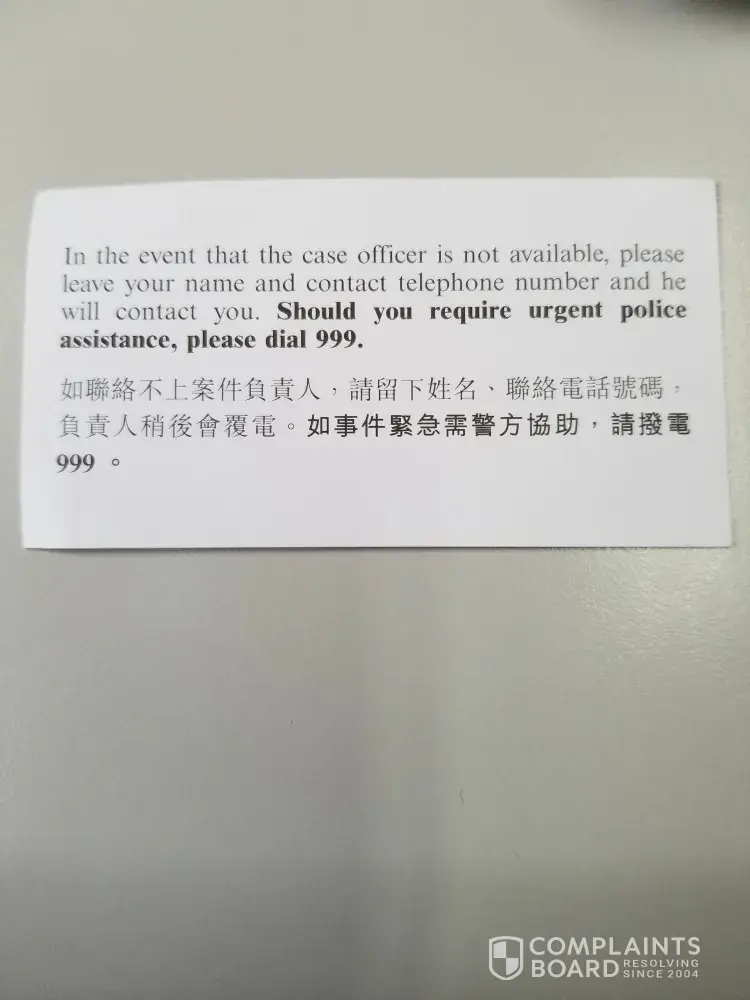 In the event that the case officer is not available, please
leave your name and contact telephone number and he
will contact you. Should you require urgent police
assistance, please dial 999.
如聯絡不上案件負責人，請留下姓名、聯絡電話號碼，
負責人稍後會覆電。如事件緊急需警方協助，請撥電
999 。
COMPLAINTS
BOARD RESOLVING
SINCE 2004